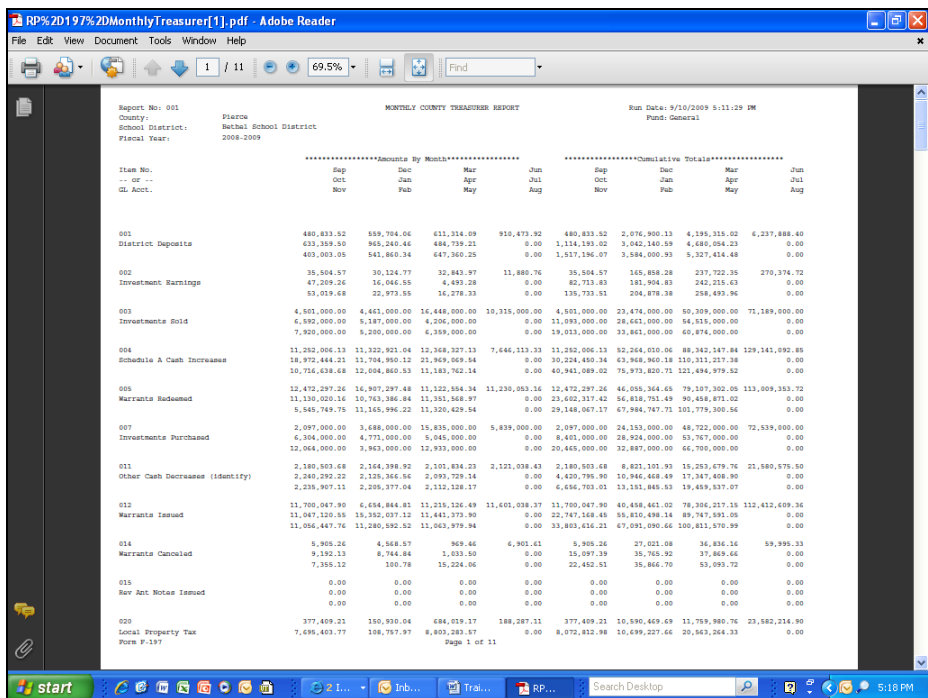 RP%2D197%2DMonthlyTreasurer[1].pdf - Adobe Reader
File Edit View Document Tools Window Help
1 / 11 69.5% Find
Report No: 001 MONTHLY COUNTY TREASURER REPORT Run Date: 9/10/2009 5:11:29 PM
County: Pierce Fund: General
School District: Bethel School District
Fiscal Year: 2008-2009
*****************Amounts By Month***************** *****************Cumulative Totals*****************
Item No. Sep Dec Mar Jun Sep Dec Mar Jun
-- or -- Oct Jan Apr Jul Oct Jan Apr Jul
GL Acct. Nov Feb May Aug Nov Feb May Aug
001 480,833.52 559,704.06 611,314.09 910,473.92 480,833.52 2,076,900.13 4,195,315.02 6,237,888.40
District Deposits 633,359.50 965,240.46 484,739.21 0.00 1,114,193.02 3,042,140.59 4,680,054.23 0.00
403,003.05 541,860.34 647,360.25 0.00 1,517,196.07 3,584,000.93 5,327,414.48 0.00
002 35,504.57 30,124.77 32,843.97 11,880.76 35,504.57 165,858.28 237,722.35 270,374.72
Investment Earnings 47,209.26 16,046.55 4,493.28 0.00 82,713.83 181,904.83 242,215.63 0.00
53,019.68 22,973.55 16,278.33 0.00 135,733.51 204,878.38 258,493.96 0.00
003 4,501,000.00 4,461,000.00 16,448,000.00 10,315,000.00 4,501,000.00 23,474,000.00 50,309,000.00 71,189,000.00
Investments Sold 6,592,000.00 5,187,000.00 4,206,000.00 0.00 11,093,000.00 28,661,000.00 54,515,000.00 0.00
7,920,000.00 5,200,000.00 6,359,000.00 0.00 19,013,000.00 33,861,000.00 60,874,000.00 0.00
004 11,252,006.13 11,322,921.04 12,368,327.13 7,646,113.33 11,252,006.13 52,264,010.06 88,342,147.84 129,141,092.85
Schedule A Cash Increases 18,972,444.21 11,704,950.12 21,969,069.54 0.00 30,224,450.34 63,968,960.18 110,311,217.38 0.00
10,716,638.68 12,004,860.53 11,183,762.14 0.00 40,941,089.02 75,973,820.71 121,494,979.52 0.00
005 12,472,297.26 16,907,297.48 11,122,554.34 11,230,053.16 12,472,297.26 46,055,364.65 79,107,302.05 113,009,353.72
Warrants Redeemed 11,130,020.16 10,763,386.84 11,351,568.97 0.00 23,602,317.42 56,818,751.49 90,458,871.02 0.00
5,545,749.75 11,165,996.22 11,320,429.54 0.00 29,148,067.17 67,984,747.71 101,779,300.56 0.00
007 2,097,000.00 3,688,000.00 15,835,000.00 5,839,000.00 2,097,000.00 24,153,000.00 48,722,000.00 72,539,000.00
Investments Purchased 6,304,000.00 4,771,000.00 5,045,000.00 0.00 8,401,000.00 28,924,000.00 53,767,000.00 0.00
12,064,000.00 3,963,000.00 12,933,000.00 0.00 20,465,000.00 32,887,000.00 66,700,000.00 0.00
011 2,180,503.68 2,164,398.92 2,101,834.23 2,121,038.43 2,180,503.68 8,821,101.93 15,253,679.76 21,580,575.50
Other Cash Decreases (identify) 2,240,292.22 2,125,366.56 2,093,729.14 0.00 4,420,795.90 10,946,468.49 17,347,408.90 0.00
2,235,907.11 2,205,377.04 2,112,128.17 0.00 6,656,703.01 13,151,845.53 19,459,537.07 0.00
012 11,700,047.90 6,654,844.81 11,215,126.49 11,601,038.37 11,700,047.90 40,458,461.02 78,306,217.15 112,412,609.36
Warrants Issued 11,047,120.55 15,352,037.12 11,441,373.90 0.00 22,747,168.45 55,810,498.14 89,747,591.05 0.00
11,056,447.76 11,280,592.52 11,063,979.94 0.00 33,803,616.21 67,091,090.66 100,811,570.99 0.00
014 5,905.26 4,568.57 969.46 6,901.61 5,905.26 27,021.08 36,836.16 59,995.33
Warrants Canceled 9,192.13 8,744.84 1,033.50 0.00 15,097.39 35,765.92 37,869.66 0.00
7,355.12 100.78 15,224.06 0.00 22,452.51 35,866.70 53,093.72 0.00
015 0.00 0.00 0.00 0.00 0.00 0.00 0.00 0.00
Rev Ant Notes Issued 0.00 0.00 0.00 0.00 0.00 0.00 0.00 0.00
0.00 0.00 0.00 0.00 0.00 0.00 0.00 0.00
020 377,409.21 150,930.04 684,019.17 188,287.11 377,409.21 10,590,469.69 11,759,980.76 23,582,214.90
Local Property Tax 7,695,403.77 108,757.97 8,803,283.57 0.00 8,072,812.98 10,699,227.66 20,563,264.33 0.00
Form F-197 Page 1 of 11
start 2 I... Inb... Trai... RP... Search Desktop 5:18 PM